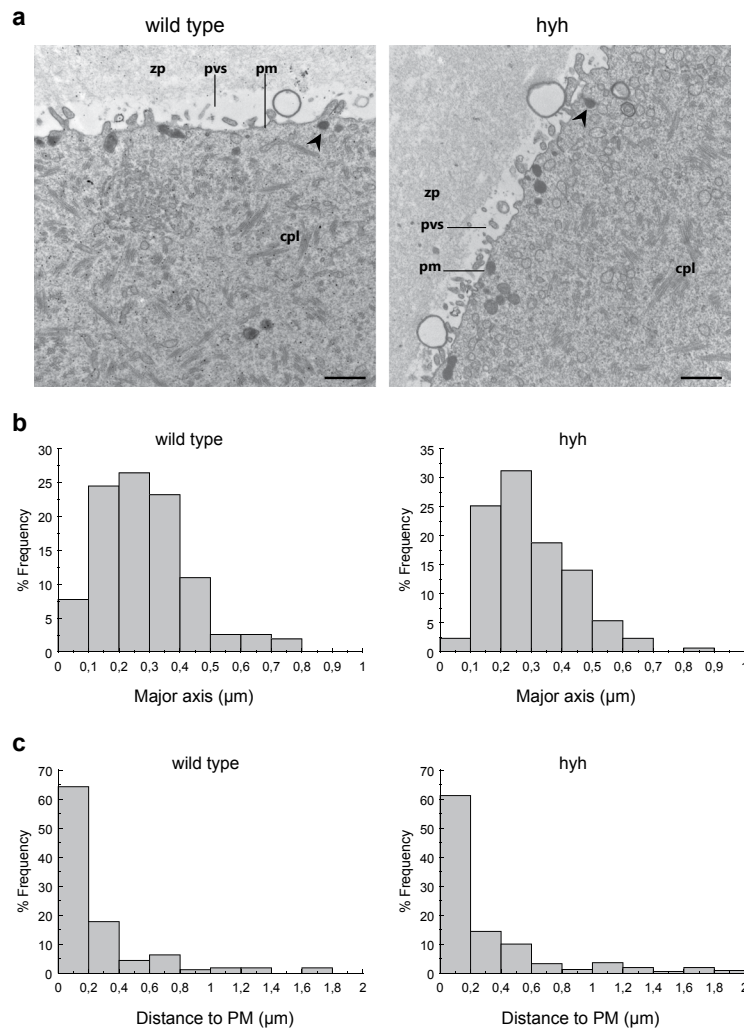 a
wild type
hyh
zp pvs pm
cpl
zp
pvs
pm
cpl
b
wild type
% Frequency
30
25
20
15
10
5
0
0 0,1 0,2 0,3 0,4 0,5 0,6 0,7 0,8 0,9 1
Major axis (µm)
hyh
% Frequency
35
30
25
20
15
10
5
0
0 0,1 0,2 0,3 0,4 0,5 0,6 0,7 0,8 0,9 1
Major axis (µm)
c
wild type
% Frequency
70
60
50
40
30
20
10
0
0 0,2 0,4 0,6 0,8 1 1,2 1,4 1,6 1,8 2
Distance to PM (µm)
hyh
% Frequency
70
60
50
40
30
20
10
0
0 0,2 0,4 0,6 0,8 1 1,2 1,4 1,6 1,8 2
Distance to PM (µm)